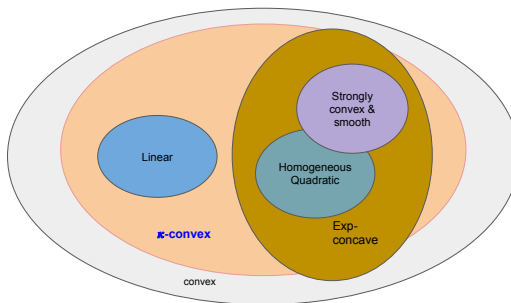 Strongly
convex &
smooth
Linear
Homogeneous
Quadratic
Exp-
concave
κ-convex
convex